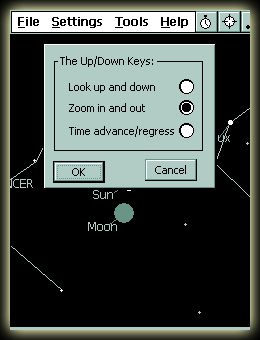 File Settings Tools Help
The Up/Down Keys:
Look up and down
Zoom in and out
Time advance/regress
OK Cancel
UX
CER
Sun
Moon